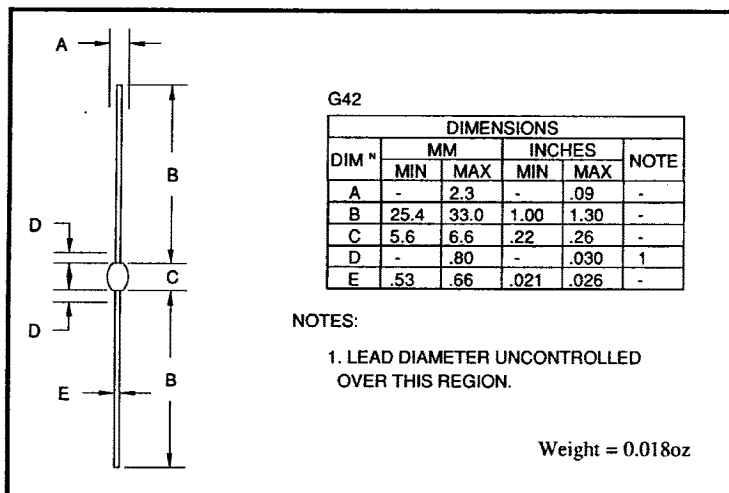 A
B
D
C
D
E
B
G42
DIMENSIONS
DIM ᴺ MM INCHES NOTE
MIN MAX MIN MAX
A - 2.3 - .09 -
B 25.4 33.0 1.00 1.30 -
C 5.6 6.6 .22 .26 -
D - .80 - .030 1
E .53 .66 .021 .026 -
NOTES:
1. LEAD DIAMETER UNCONTROLLED
OVER THIS REGION.
Weight = 0.018oz